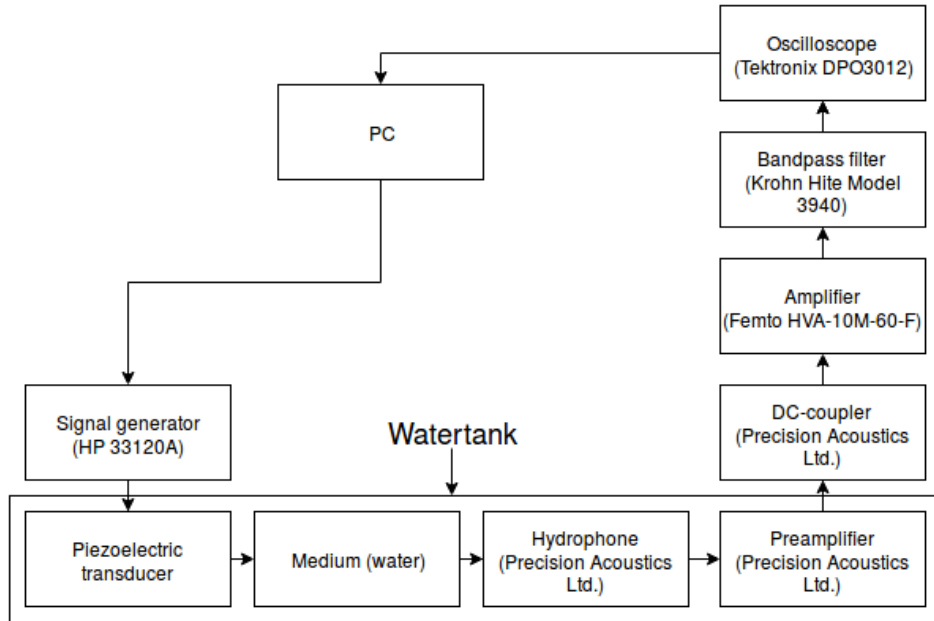 Oscilloscope
(Tektronix DPO3012)
PC
Bandpass filter
(Krohn Hite Model
3940)
Amplifier
(Femto HVA-10M-60-F)
Signal generator
(HP 33120A)
Watertank
DC-coupler
(Precision Acoustics
Ltd.)
Piezoelectric
transducer
Medium (water)
Hydrophone
(Precision Acoustics
Ltd.)
Preamplifier
(Precision Acoustics
Ltd.)